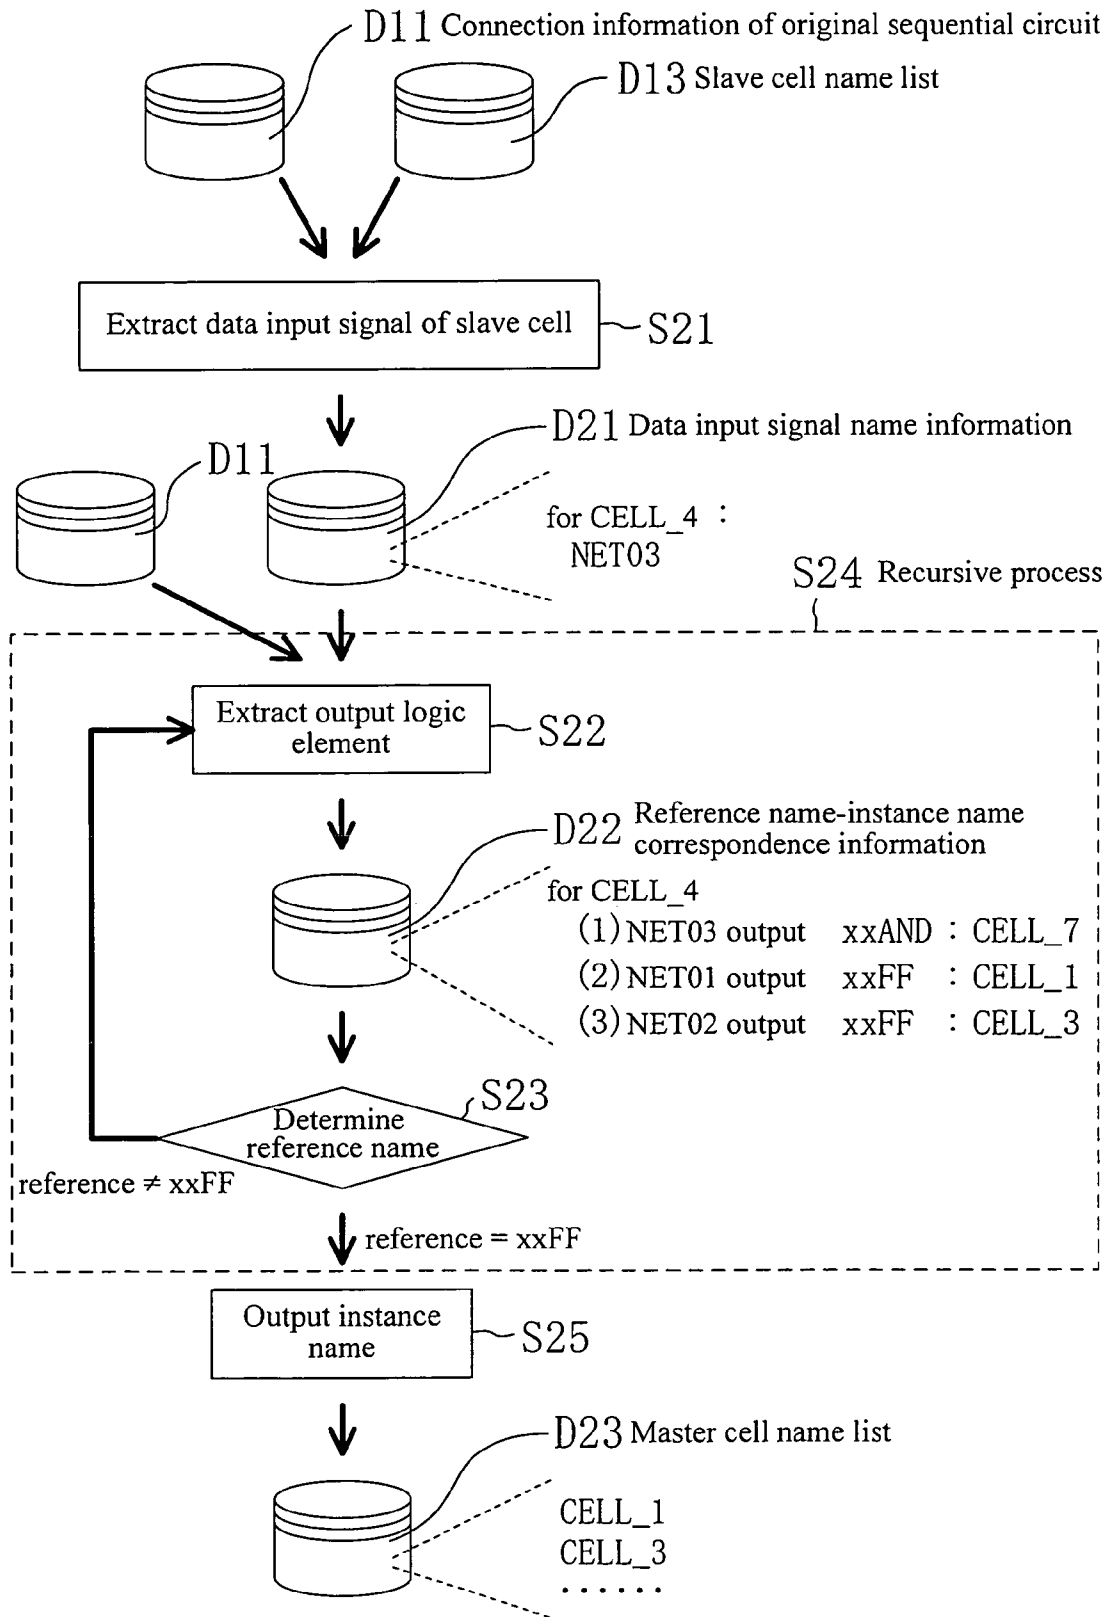 D11 Connection information of original sequential circuit
D13 Slave cell name list
Extract data input signal of slave cell
S21
D21 Data input signal name information
D11
for CELL_4 :
NET03
S24 Recursive process
Extract output logic
element
S22
D22 Reference name-instance name
correspondence information
for CELL_4
(1) NET03 output xxAND : CELL_7
(2) NET01 output xxFF : CELL_1
(3) NET02 output xxFF : CELL_3
S23
Determine
reference name
reference ≠ xxFF
reference = xxFF
Output instance
name
S25
D23 Master cell name list
CELL_1
CELL_3
......